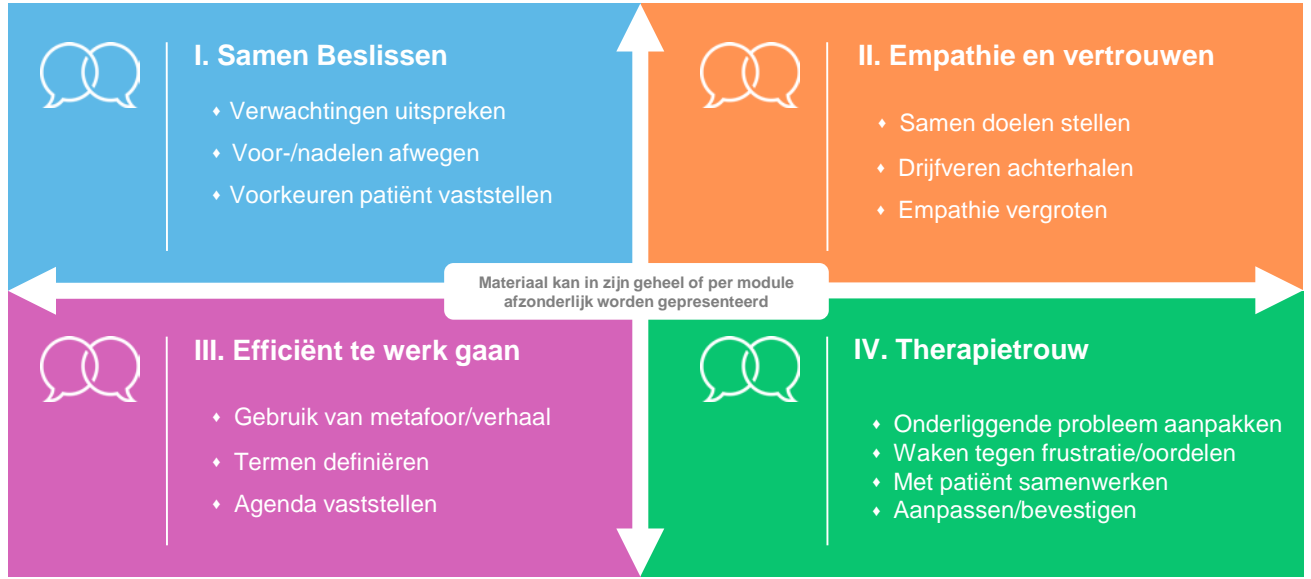 I. Samen Beslissen
Verwachtingen uitspreken
Voor-/nadelen afwegen
Voorkeuren patiënt vaststellen
II. Empathie en vertrouwen
Samen doelen stellen
Drijfveren achterhalen
Empathie vergroten
Materiaal kan in zijn geheel of per module
afzonderlijk worden gepresenteerd
III. Efficiënt te werk gaan
Gebruik van metafoor/verhaal
Termen definiëren
Agenda vaststellen
IV. Therapietrouw
Onderliggende probleem aanpakken
Waken tegen frustratie/oordelen
Met patiënt samenwerken
Aanpassen/bevestigen